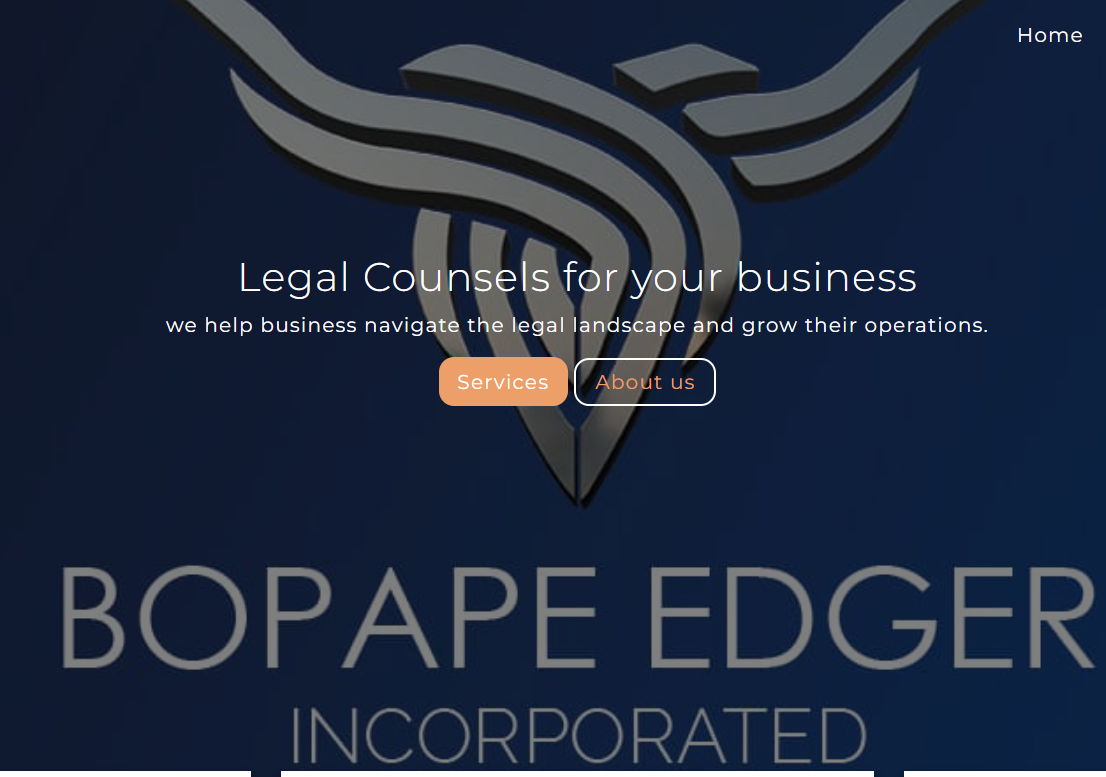 Home
Legal Counsels for your business
we help business navigate the legal landscape and grow their operations.
Services
About us
BOPAPE EDGER
INCORPORATED